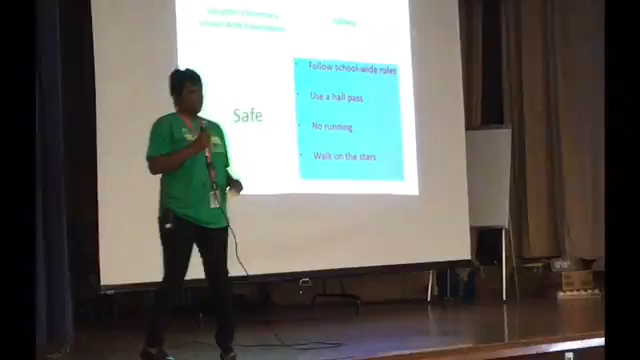 Safe
Follow school-wide rules
Use a hall pass
No running
Walk on the stars